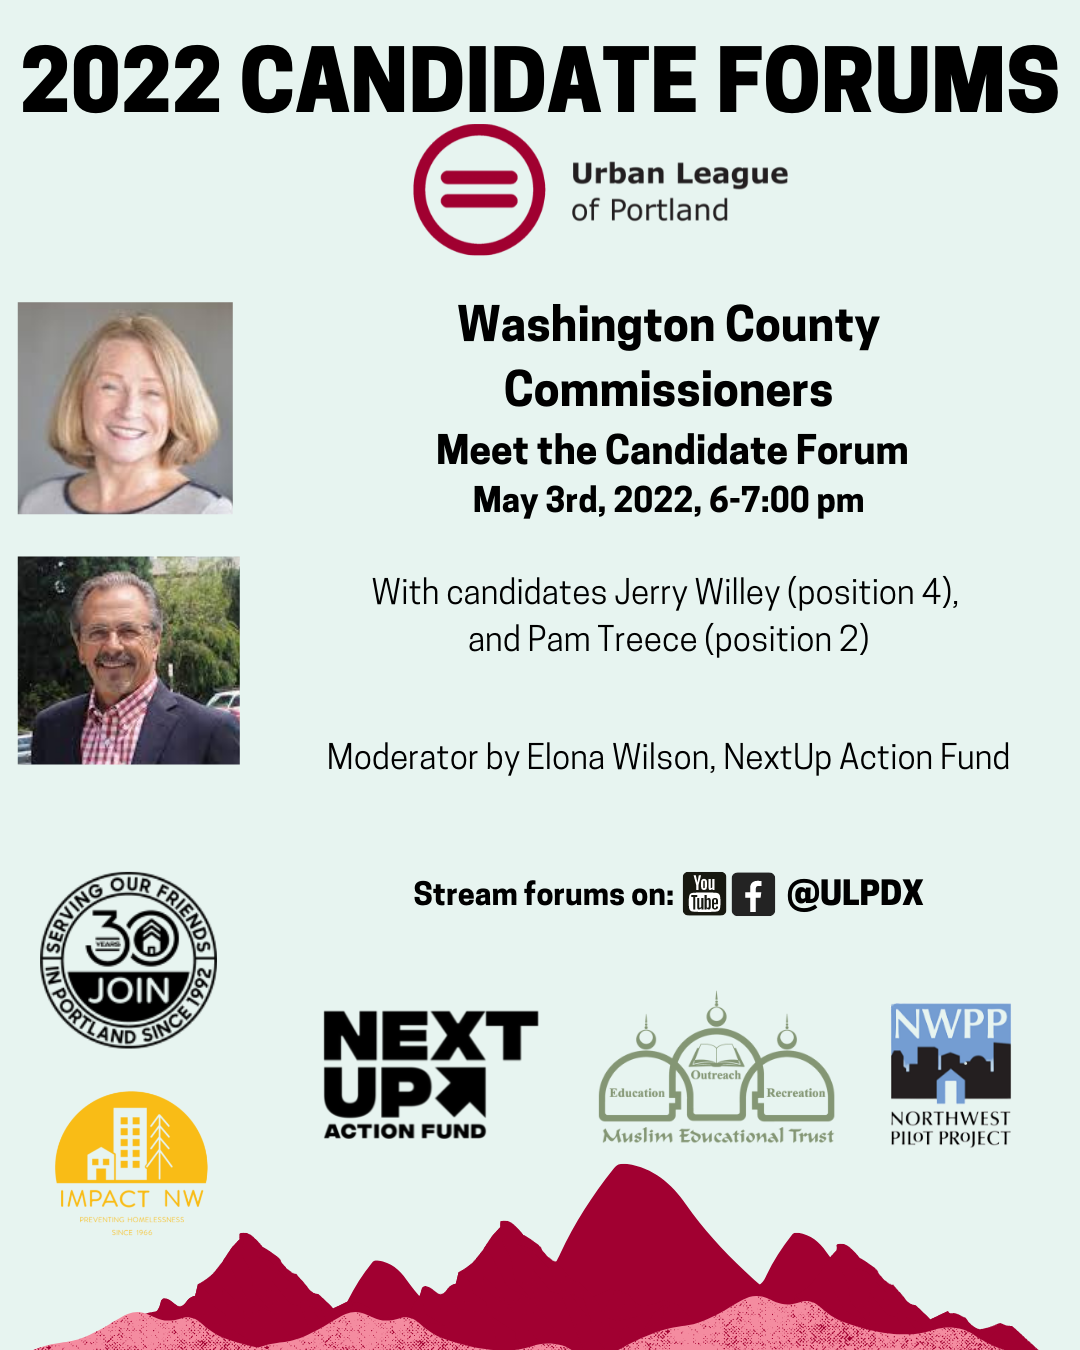 2022 CANDIDATE FORUMS
Urban League
of Portland
Washington County
Commissioners
Meet the Candidate Forum
May 3rd, 2022, 6-7:00 pm
With candidates Jerry Willey (position 4),
and Pam Treece (position 2)
Moderator by Elona Wilson, NextUp Action Fund
Stream forums on: You Tube f @ULPDX
SERVING OUR FRIENDS
30
YEARS
JOIN
IN PORTLAND SINCE 1992
NEXT
UP
ACTION FUND
Education
Outreach
Recreation
Muslim Educational Trust
NWPP
NORTHWEST
PILOT PROJECT
IMPACT NW
PREVENTING HOMELESSNESS
SINCE 1966